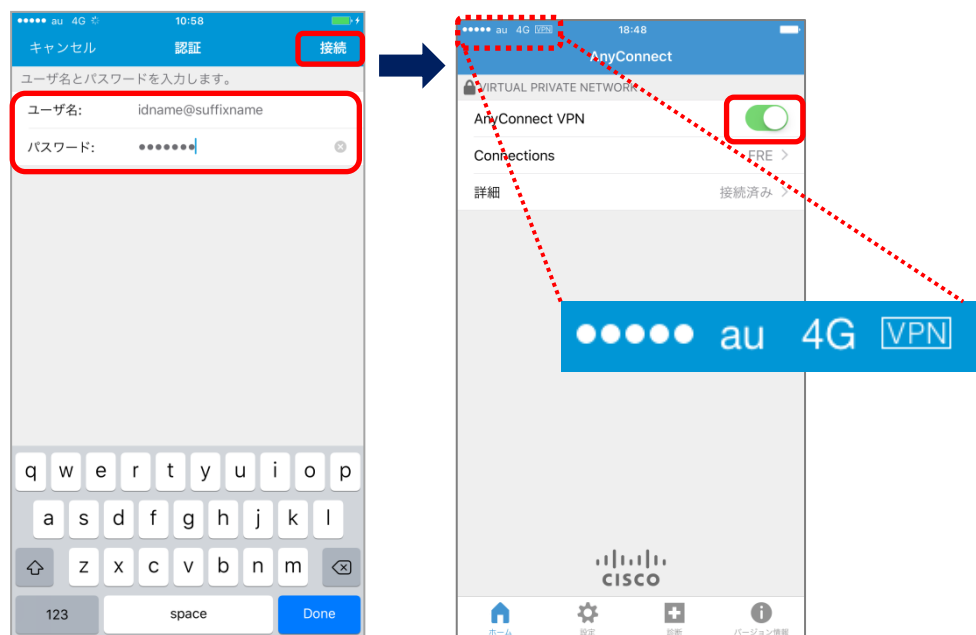 au 4G 10:58
キャンセル 認証 接続
ユーザ名とパスワードを入力します。
ユーザ名: idname@suffixname
パスワード: •••••••
q w e r t y u i o p
a s d f g h j k l
z x c v b n m
123 space Done
au 4G VPN 18:48
AnyConnect
VIRTUAL PRIVATE NETWORK
AnyConnect VPN
Connections FRE
詳細 接続済み
au 4G VPN
CISCO
ホーム 設定 診断 バージョン情報